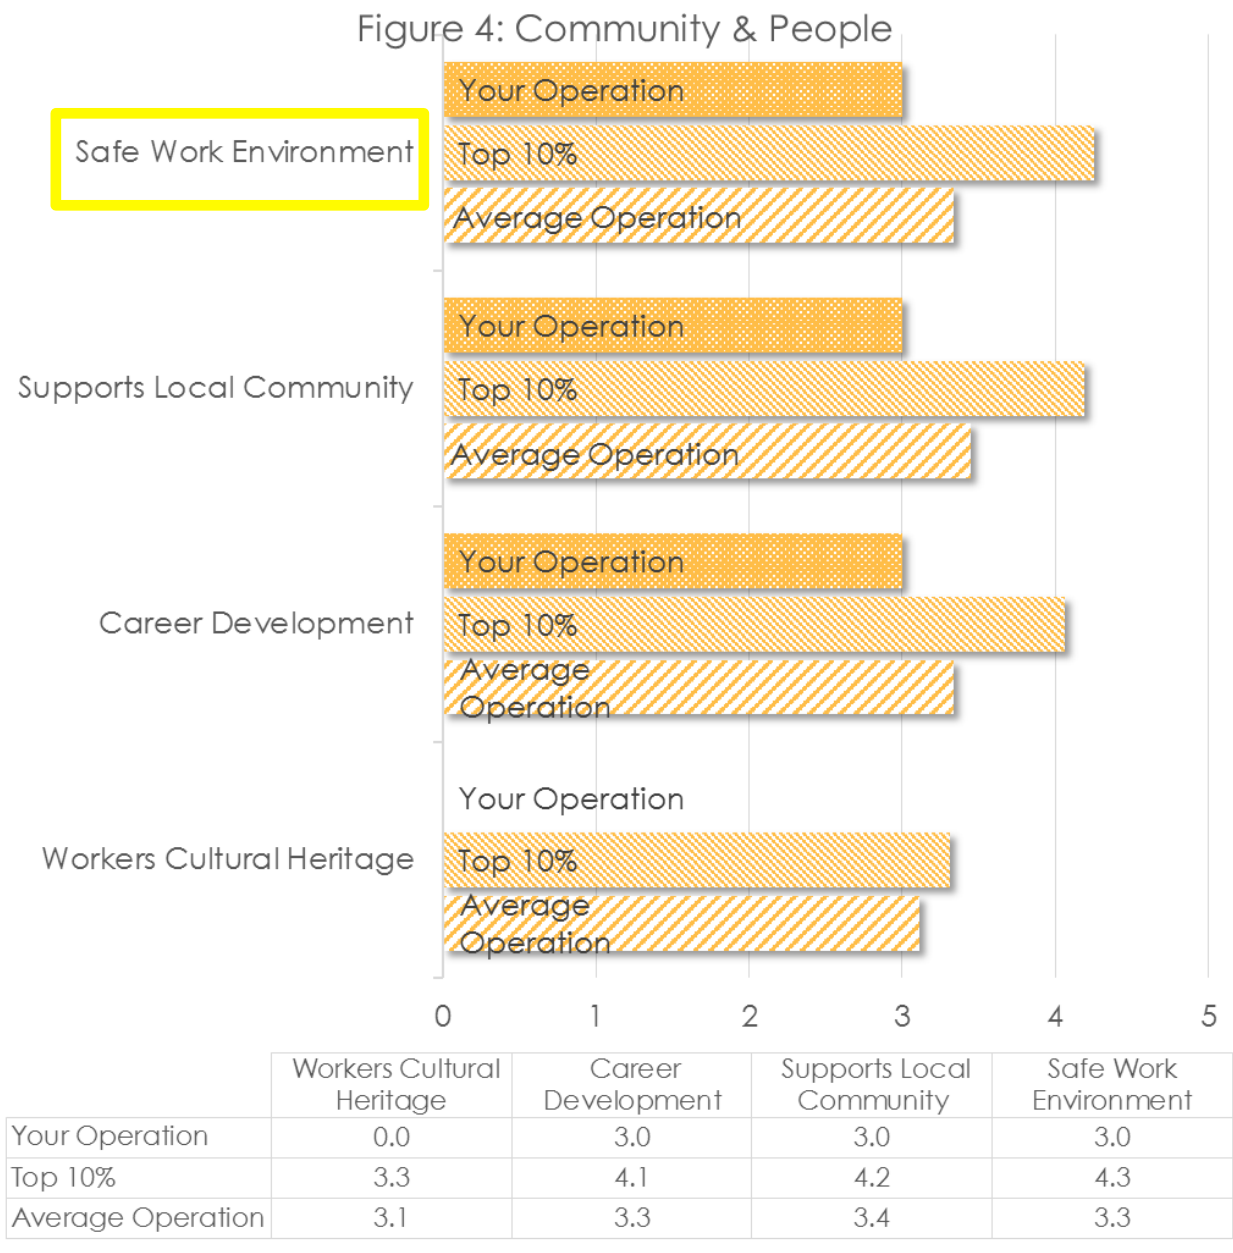 Figure 4: Community & People
Your Operation
Safe Work Environment
Top 10%
Average Operation
Your Operation
Supports Local Community
Top 10%
Average Operation
Your Operation
Career Development
Top 10%
Average
Operation
Your Operation
Workers Cultural Heritage
Top 10%
Average
Operation
0 1 2 3 4 5
Workers Cultural Heritage Career Development Supports Local Community Safe Work Environment
Your Operation 0.0 3.0 3.0 3.0
Top 10% 3.3 4.1 4.2 4.3
Average Operation 3.1 3.3 3.4 3.3